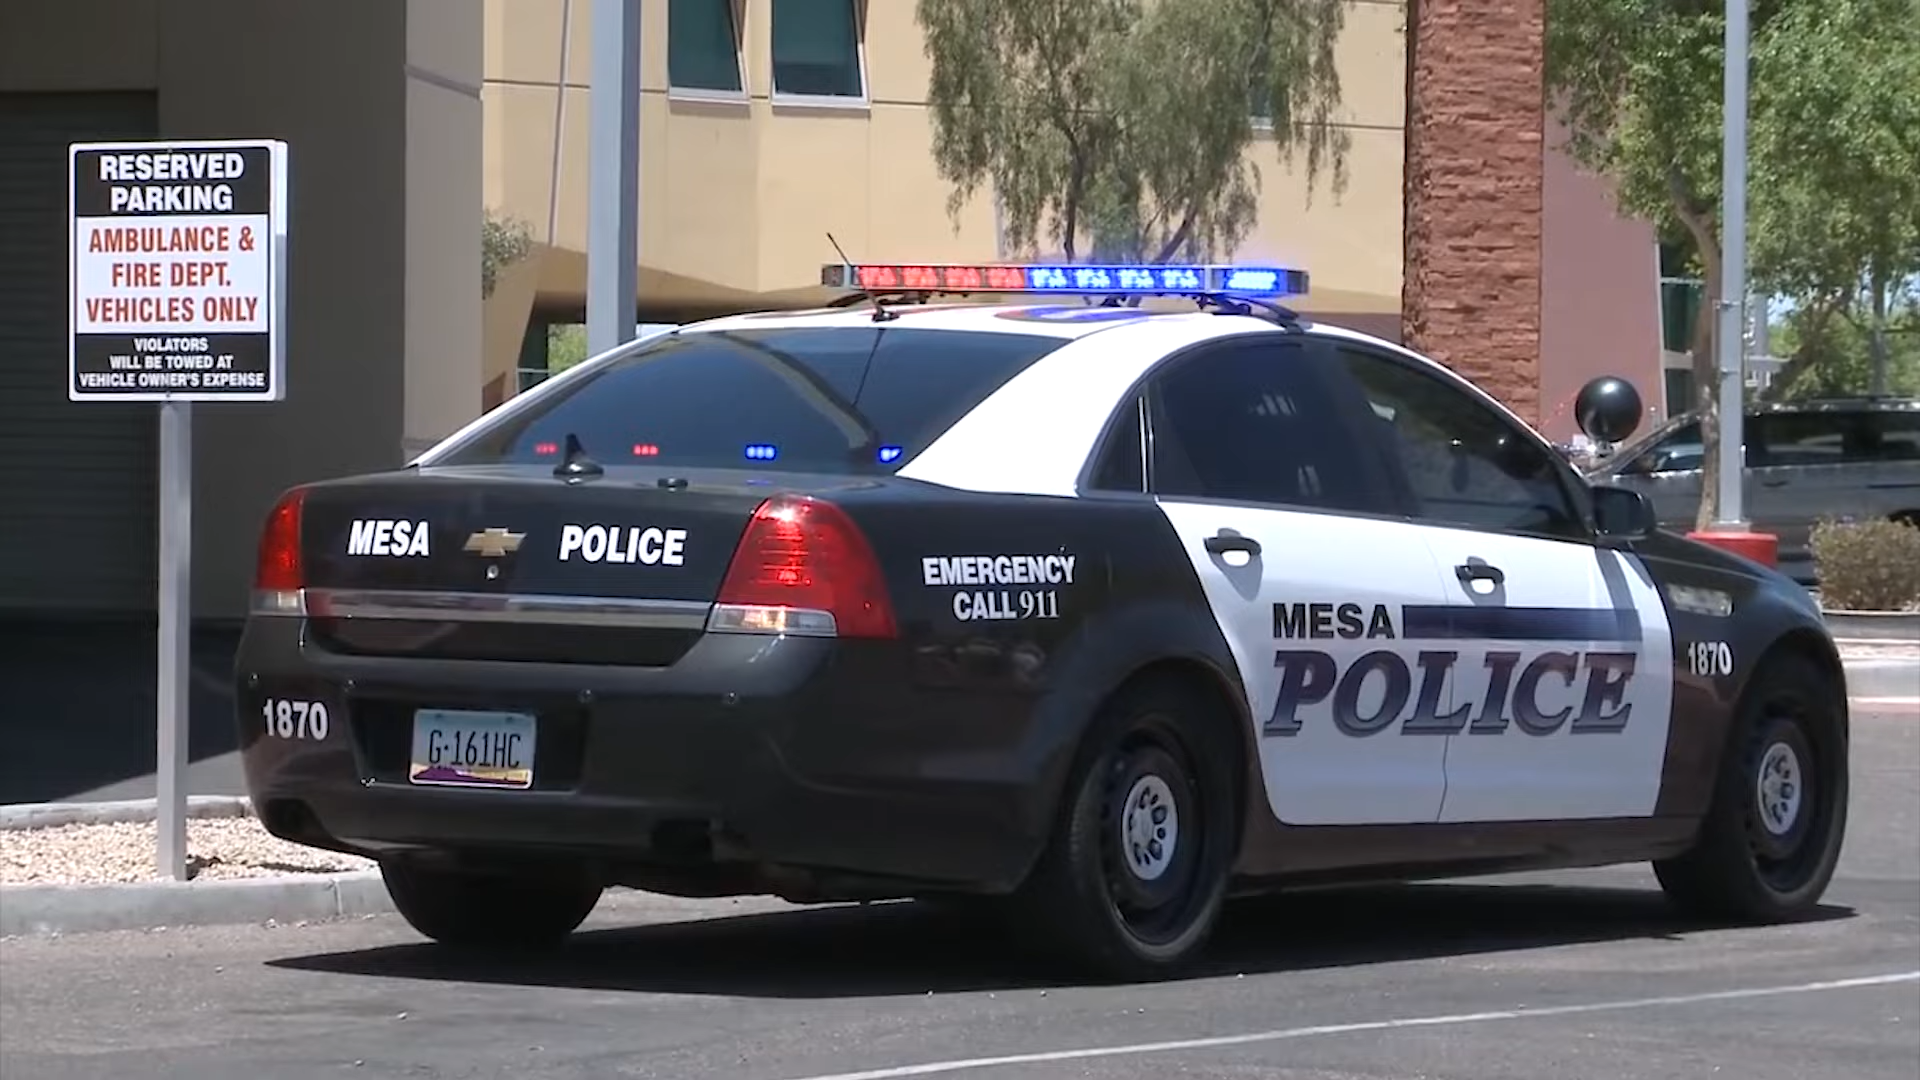 RESERVED
PARKING
AMBULANCE &
FIRE DEPT.
VEHICLES ONLY
VIOLATORS
WILL BE TOWED AT
VEHICLE OWNER'S EXPENSE
MESA POLICE
EMERGENCY
CALL 911
1870
G·161HC
MESA
POLICE
1870